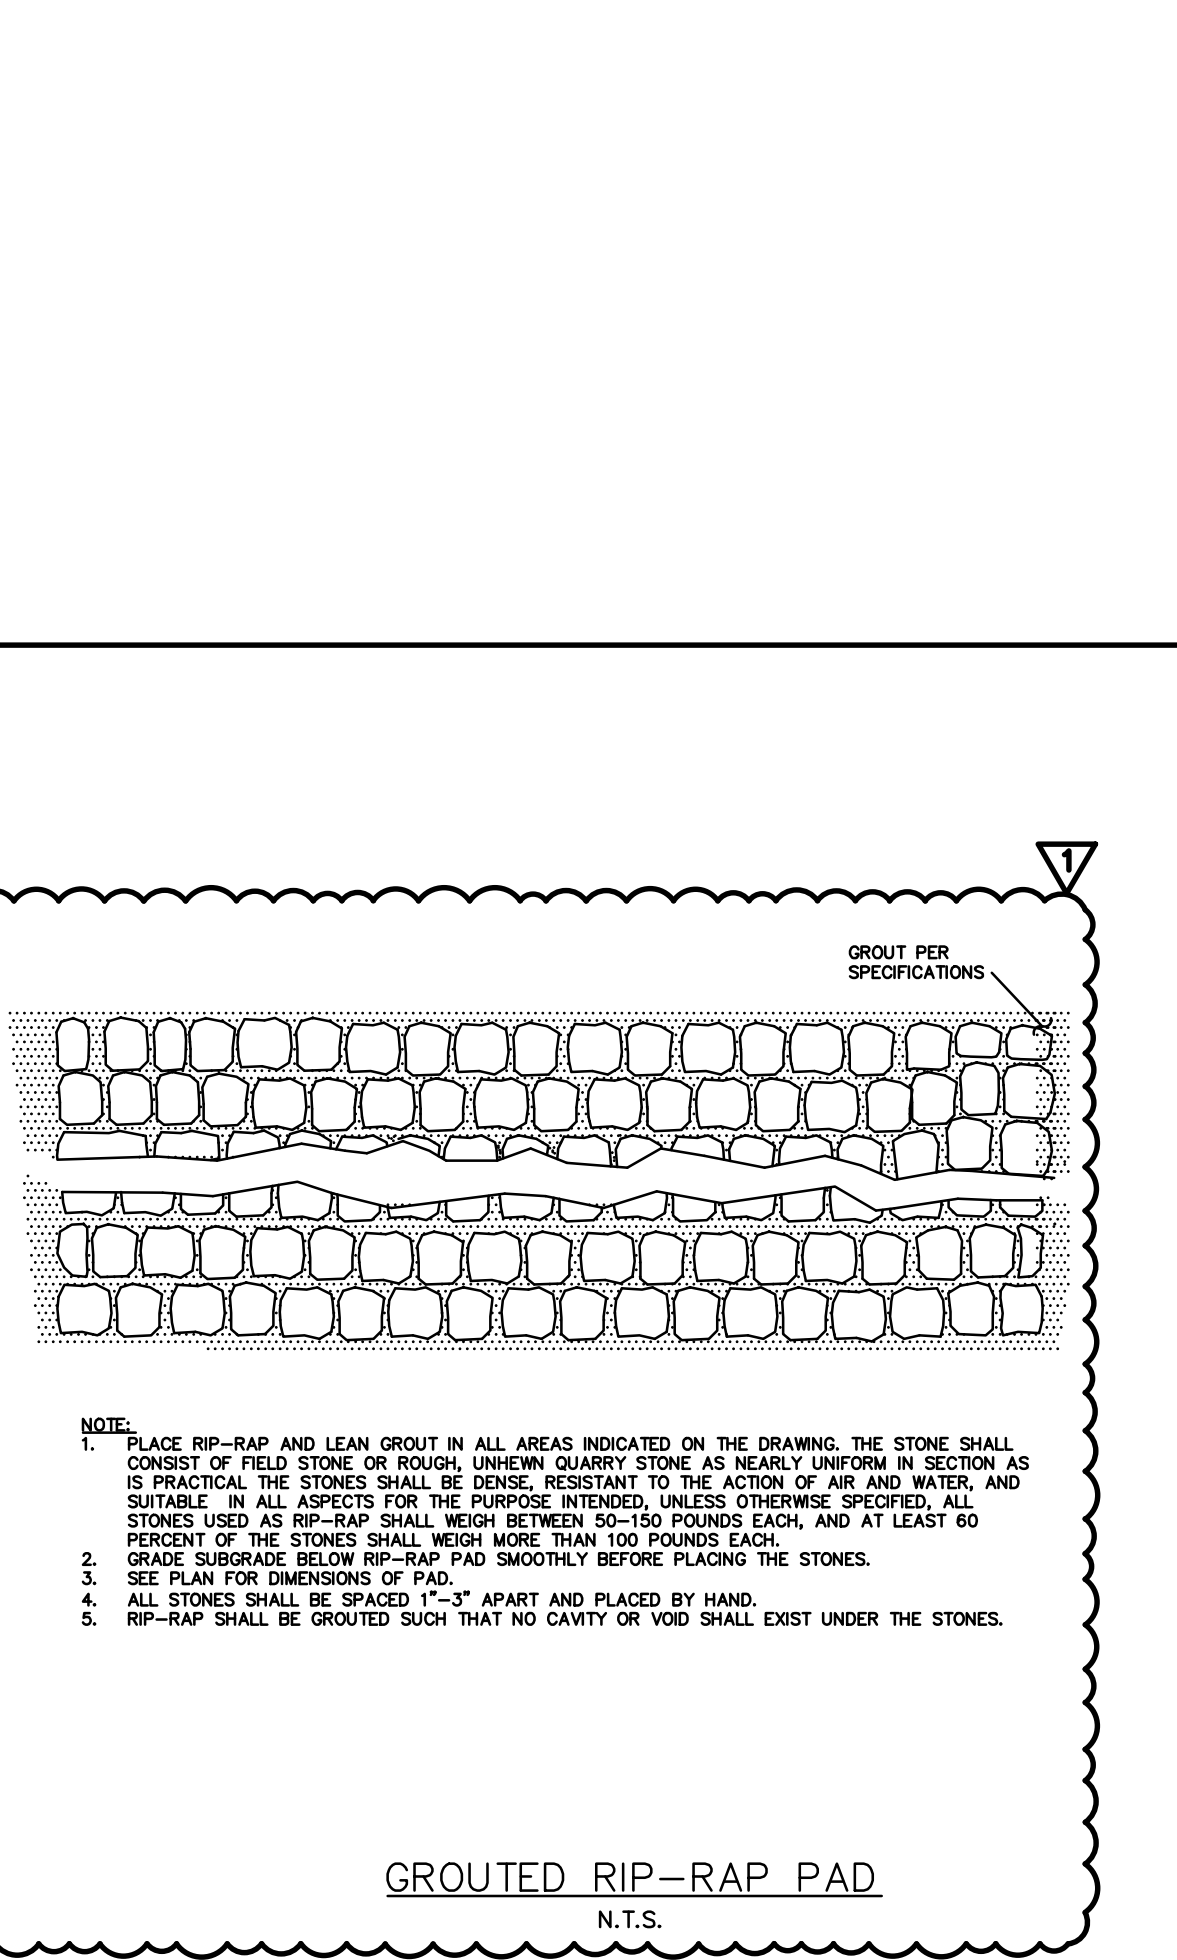 1
GROUT PER
SPECIFICATIONS
NOTE:
1. PLACE RIP-RAP AND LEAN GROUT IN ALL AREAS INDICATED ON THE DRAWING. THE STONE SHALL
CONSIST OF FIELD STONE OR ROUGH, UNHEWN QUARRY STONE AS NEARLY UNIFORM IN SECTION AS
IS PRACTICAL THE STONES SHALL BE DENSE, RESISTANT TO THE ACTION OF AIR AND WATER, AND
SUITABLE IN ALL ASPECTS FOR THE PURPOSE INTENDED, UNLESS OTHERWISE SPECIFIED, ALL
STONES USED AS RIP-RAP SHALL WEIGH BETWEEN 50-150 POUNDS EACH, AND AT LEAST 60
PERCENT OF THE STONES SHALL WEIGH MORE THAN 100 POUNDS EACH.
2. GRADE SUBGRADE BELOW RIP-RAP PAD SMOOTHLY BEFORE PLACING THE STONES.
3. SEE PLAN FOR DIMENSIONS OF PAD.
4. ALL STONES SHALL BE SPACED 1"-3" APART AND PLACED BY HAND.
5. RIP-RAP SHALL BE GROUTED SUCH THAT NO CAVITY OR VOID SHALL EXIST UNDER THE STONES.
GROUTED RIP-RAP PAD
N.T.S.